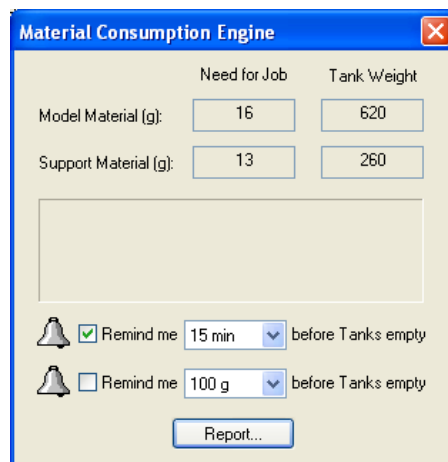 Material Consumption Engine
Need for Job Tank Weight
Model Material (g): 16 620
Support Material (g): 13 260
Remind me 15 min before Tanks empty
Remind me 100 g before Tanks empty
Report...